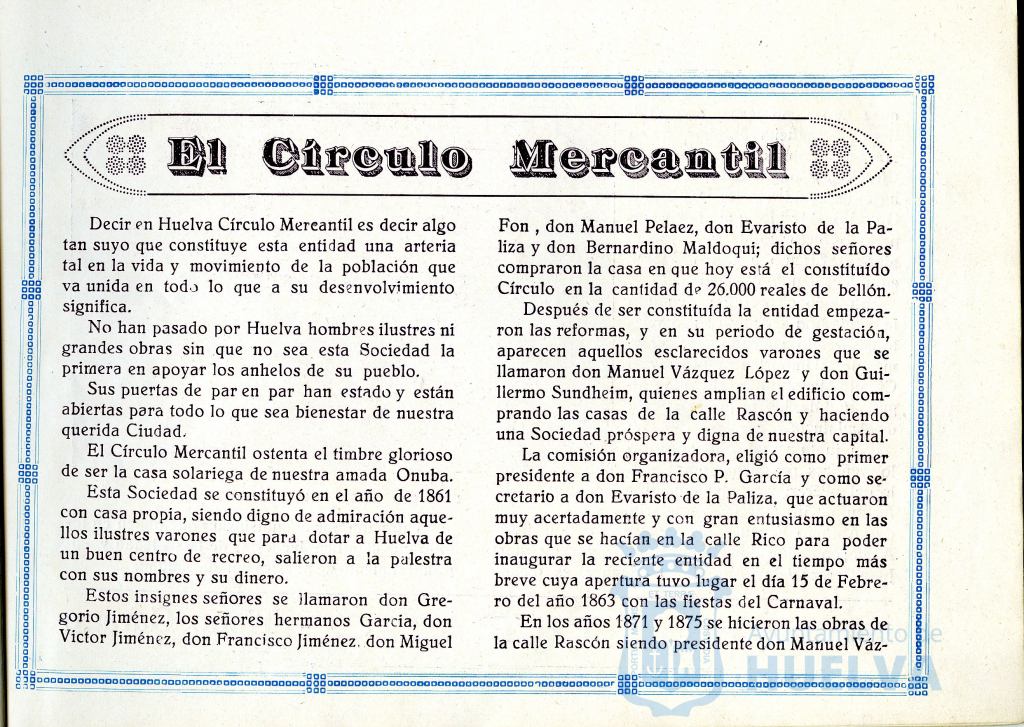 El Círculo Mercantil
Decir en Huelva Círculo Mercantil es decir algo
tan suyo que constituye esta entidad una arteria
tal en la vida y movimiento de la población que
va unida en todo lo que a su desenvolvimiento
significa.
No han pasado por Huelva hombres ilustres ni
grandes obras sin que no sea esta Sociedad la
primera en apoyar los anhelos de su pueblo.
Sus puertas de par en par han estado y están
abiertas para todo lo que sea bienestar de nuestra
querida Ciudad.
El Círculo Mercantil ostenta el timbre glorioso
de ser la casa solariega de nuestra amada Onuba.
Esta Sociedad se constituyó en el año de 1861
con casa propia, siendo digno de admiración aque-
llos ilustres varones que para dotar a Huelva de
un buen centro de recreo, salieron a la palestra
con sus nombres y su dinero.
Estos insignes señores se llamaron don Gre-
gorio Jiménez, los señores hermanos García, don
Victor Jiménez, don Francisco Jiménez. don Miguel
Fon , don Manuel Pelaez, don Evaristo de la Pa-
liza y don Bernardino Maldoqui; dichos señores
compraron la casa en que hoy está el constituído
Círculo en la cantidad de 26.000 reales de bellón.
Después de ser constituída la entidad empeza-
ron las reformas, y en su periodo de gestación,
aparecen aquellos esclarecidos varones que se
llamaron don Manuel Vázquez López y don Gui-
llermo Sundheim, quienes amplian el edificio com-
prando las casas de la calle Rascón y haciendo
una Sociedad próspera y digna de nuestra capital.
La comisión organizadora, eligió como primer
presidente a don Francisco P. García y como se-
cretario a don Evaristo de la Paliza. que actuaron
muy acertadamente y con gran entusiasmo en las
obras que se hacían en la calle Rico para poder
inaugurar la reciente entidad en el tiempo más
breve cuya apertura tuvo lugar el día 15 de Febre-
ro del año 1863 con las fiestas del Carnaval.
En los años 1871 y 1875 se hicieron las obras de
la calle Rascón siendo presidente don Manuel Váz-
Ayuntamiento de
HUELVA